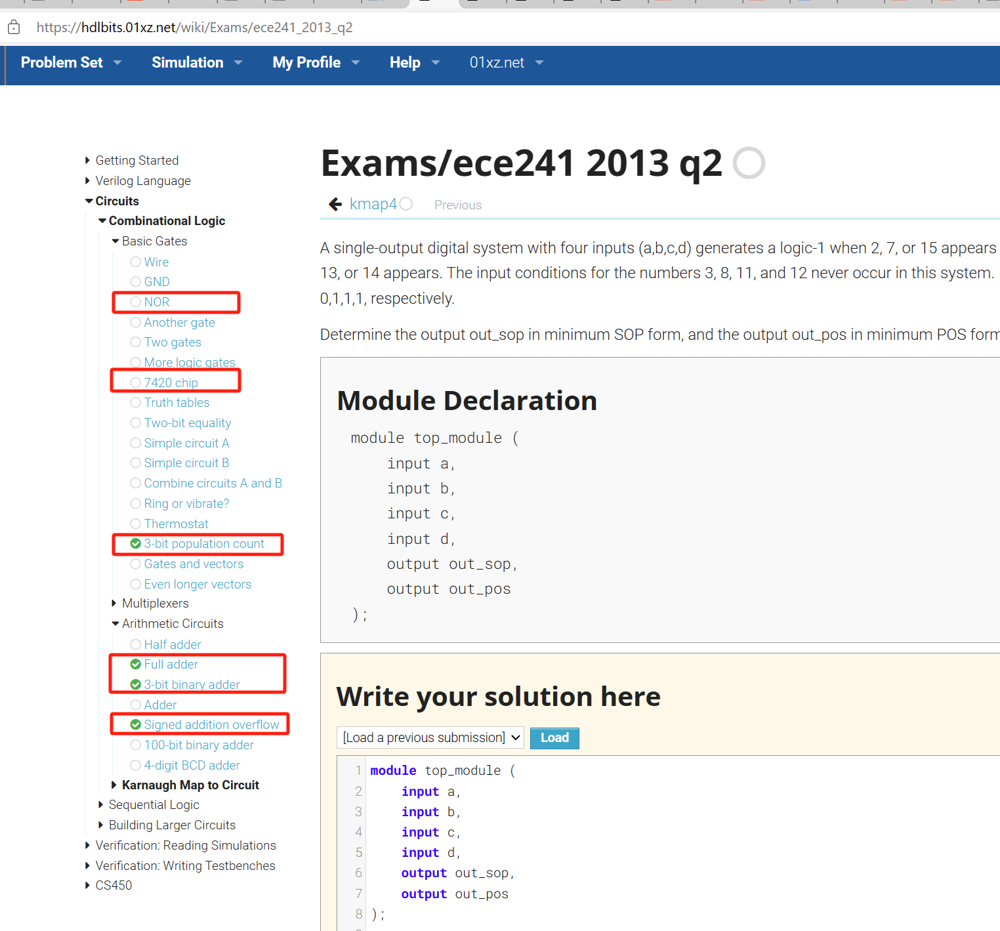 https://hdlbits.01xz.net/wiki/Exams/ece241_2013_q2
Problem Set Simulation My Profile Help 01xz.net
Getting Started
Verilog Language
Circuits
Combinational Logic
Basic Gates
Wire
GND
NOR
Another gate
Two gates
More logic gates
7420 chip
Truth tables
Two-bit equality
Simple circuit A
Simple circuit B
Combine circuits A and B
Ring or vibrate?
Thermostat
3-bit population count
Gates and vectors
Even longer vectors
Multiplexers
Arithmetic Circuits
Half adder
Full adder
3-bit binary adder
Adder
Signed addition overflow
100-bit binary adder
4-digit BCD adder
Karnaugh Map to Circuit
Sequential Logic
Building Larger Circuits
Verification: Reading Simulations
Verification: Writing Testbenches
CS450
Exams/ece241 2013 q2
kmap4 Previous
A single-output digital system with four inputs (a,b,c,d) generates a logic-1 when 2, 7, or 15 appears
13, or 14 appears. The input conditions for the numbers 3, 8, 11, and 12 never occur in this system.
0,1,1,1, respectively.
Determine the output out_sop in minimum SOP form, and the output out_pos in minimum POS form
Module Declaration
module top_module (
input a,
input b,
input c,
input d,
output out_sop,
output out_pos
);
Write your solution here
[Load a previous submission] Load
1 module top_module (
2 input a,
3 input b,
4 input c,
5 input d,
6 output out_sop,
7 output out_pos
8 );